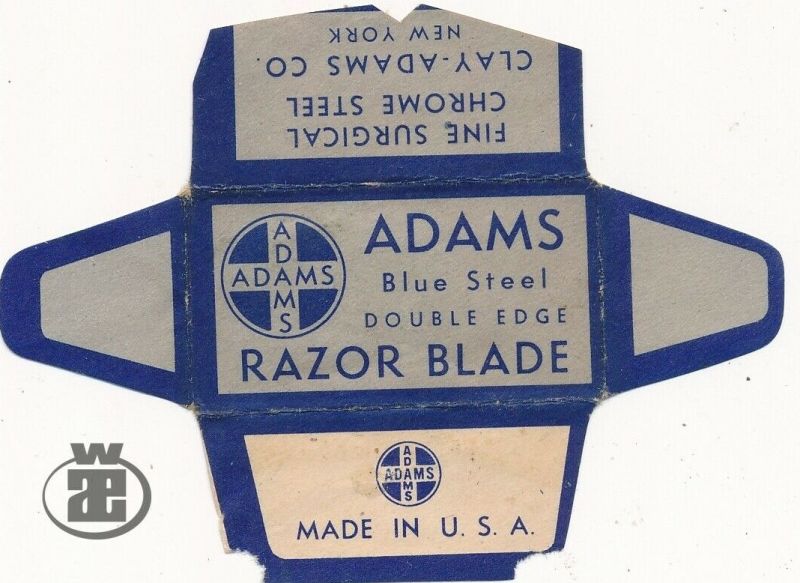 FINE SURGICAL
CHROME STEEL
CLAY-ADAMS CO.
NEW YORK
ADAMS
ADAMS
ADAMS
Blue Steel
DOUBLE EDGE
RAZOR BLADE
ADAMS
ADAMS
MADE IN U. S. A.
W
Æ